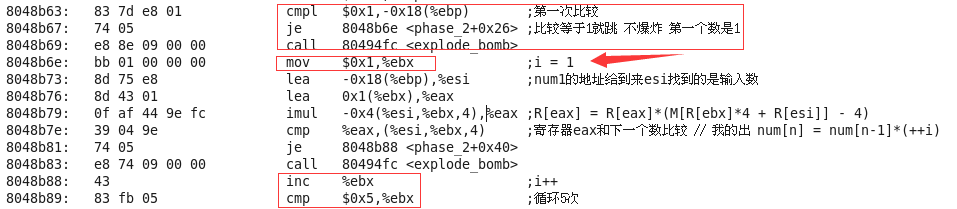 8048b63: 83 7d e8 01 cmpl $0x1,-0x18(%ebp) ;第一次比较
8048b67: 74 05 je 8048b6e <phase_2+0x26> ;比较等于1就跳 不爆炸 第一个数是1
8048b69: e8 8e 09 00 00 call 80494fc <explode_bomb>
8048b6e: bb 01 00 00 00 mov $0x1,%ebx ;i = 1
8048b73: 8d 75 e8 lea -0x18(%ebp),%esi ;num1的地址给到来esi找到的是输入数
8048b76: 8d 43 01 lea 0x1(%ebx),%eax
8048b79: 0f af 44 9e fc imul -0x4(%esi,%ebx,4),%eax ;R[eax] = R[eax]*(M[R[ebx]*4 + R[esi]] - 4)
8048b7e: 39 04 9e cmp %eax,(%esi,%ebx,4) ;寄存器eax和下一个数比较 // 我的出 num[n] = num[n-1]*(++i)
8048b81: 74 05 je 8048b88 <phase_2+0x40>
8048b83: e8 74 09 00 00 call 80494fc <explode_bomb>
8048b88: 43 inc %ebx ;i++
8048b89: 83 fb 05 cmp $0x5,%ebx ;循环5次